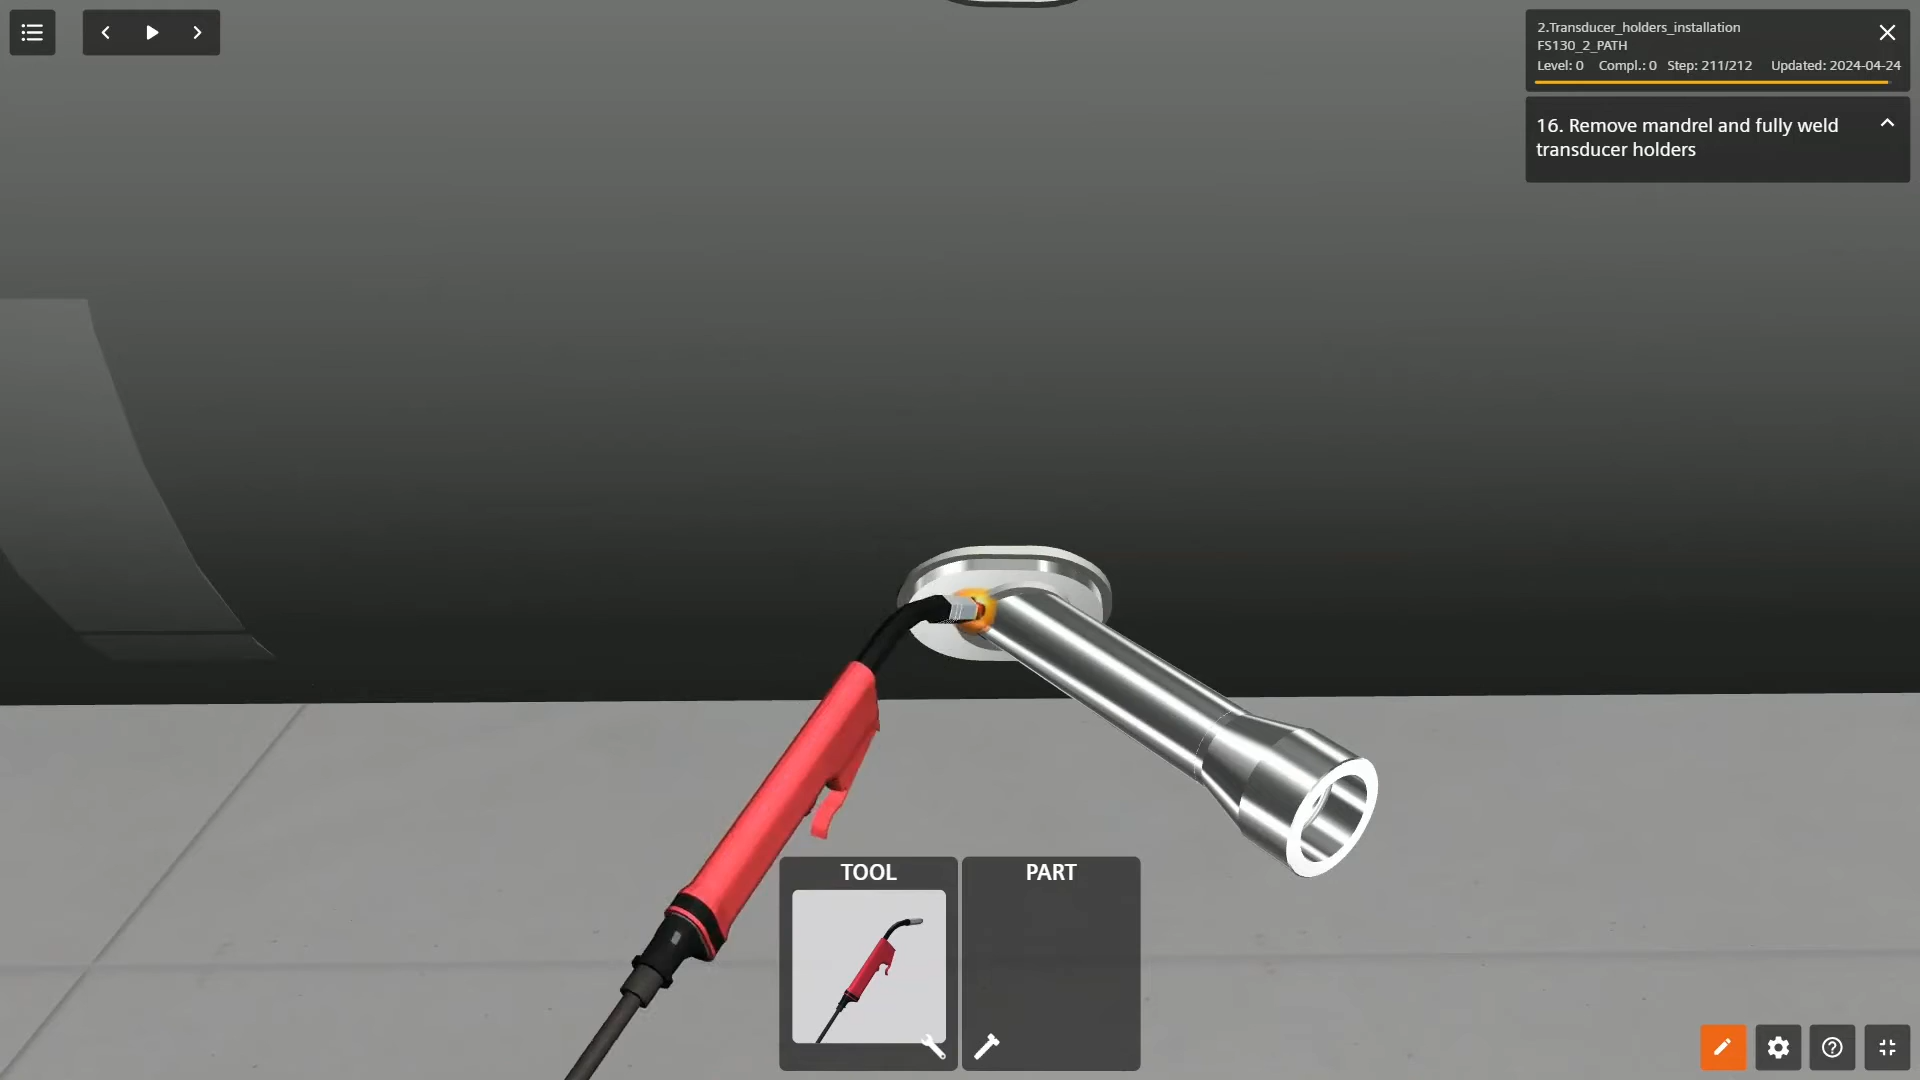 2.Transducer_holders_installation
FS130_2_PATH
Level: 0 Compl.: 0 Step: 211/212 Updated: 2024-04-24
16. Remove mandrel and fully weld
transducer holders
TOOL
PART